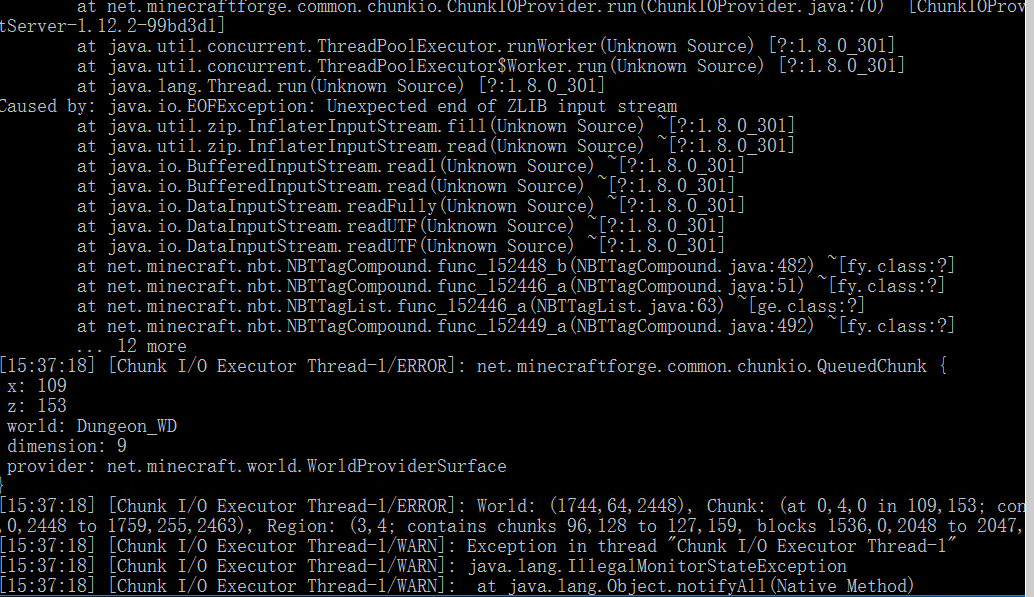 at net.minecraftforge.common.chunkio.ChunkIOProvider.run(ChunkIOProvider.java:70) [ChunkIOProv
tServer-1.12.2-99bd3d1]
at java.util.concurrent.ThreadPoolExecutor.runWorker(Unknown Source) [?:1.8.0_301]
at java.util.concurrent.ThreadPoolExecutor$Worker.run(Unknown Source) [?:1.8.0_301]
at java.lang.Thread.run(Unknown Source) [?:1.8.0_301]
Caused by: java.io.EOFException: Unexpected end of ZLIB input stream
at java.util.zip.InflaterInputStream.fill(Unknown Source) ~[?:1.8.0_301]
at java.util.zip.InflaterInputStream.read(Unknown Source) ~[?:1.8.0_301]
at java.io.BufferedInputStream.read1(Unknown Source) ~[?:1.8.0_301]
at java.io.BufferedInputStream.read(Unknown Source) ~[?:1.8.0_301]
at java.io.DataInputStream.readFully(Unknown Source) ~[?:1.8.0_301]
at java.io.DataInputStream.readUTF(Unknown Source) ~[?:1.8.0_301]
at java.io.DataInputStream.readUTF(Unknown Source) ~[?:1.8.0_301]
at net.minecraft.nbt.NBTTagCompound.func_152448_b(NBTTagCompound.java:482) ~[fy.class:?]
at net.minecraft.nbt.NBTTagCompound.func_152446_a(NBTTagCompound.java:51) ~[fy.class:?]
at net.minecraft.nbt.NBTTagList.func_152446_a(NBTTagList.java:63) ~[ge.class:?]
at net.minecraft.nbt.NBTTagCompound.func_152449_a(NBTTagCompound.java:492) ~[fy.class:?]
... 12 more
[15:37:18] [Chunk I/O Executor Thread-1/ERROR]: net.minecraftforge.common.chunkio.QueuedChunk {
x: 109
z: 153
world: Dungeon_WD
dimension: 9
provider: net.minecraft.world.WorldProviderSurface
}
[15:37:18] [Chunk I/O Executor Thread-1/ERROR]: World: (1744,64,2448), Chunk: (at 0,4,0 in 109,153; con
,0,2448 to 1759,255,2463), Region: (3,4; contains chunks 96,128 to 127,159, blocks 1536,0,2048 to 2047,
[15:37:18] [Chunk I/O Executor Thread-1/WARN]: Exception in thread "Chunk I/O Executor Thread-1"
[15:37:18] [Chunk I/O Executor Thread-1/WARN]: java.lang.IllegalMonitorStateException
[15:37:18] [Chunk I/O Executor Thread-1/WARN]: at java.lang.Object.notifyAll(Native Method)